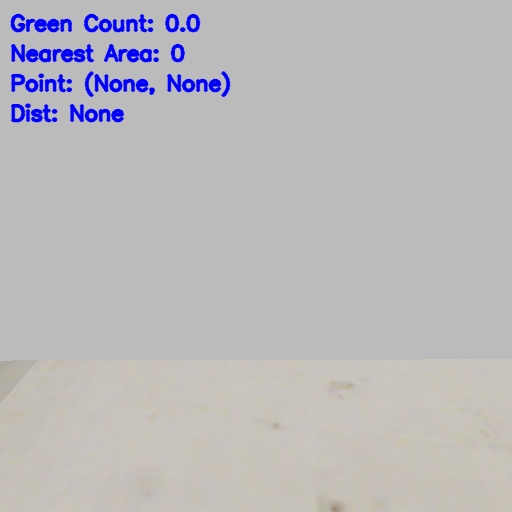 Green Count: 0.0
Nearest Area: 0
Point: (None, None)
Dist: None